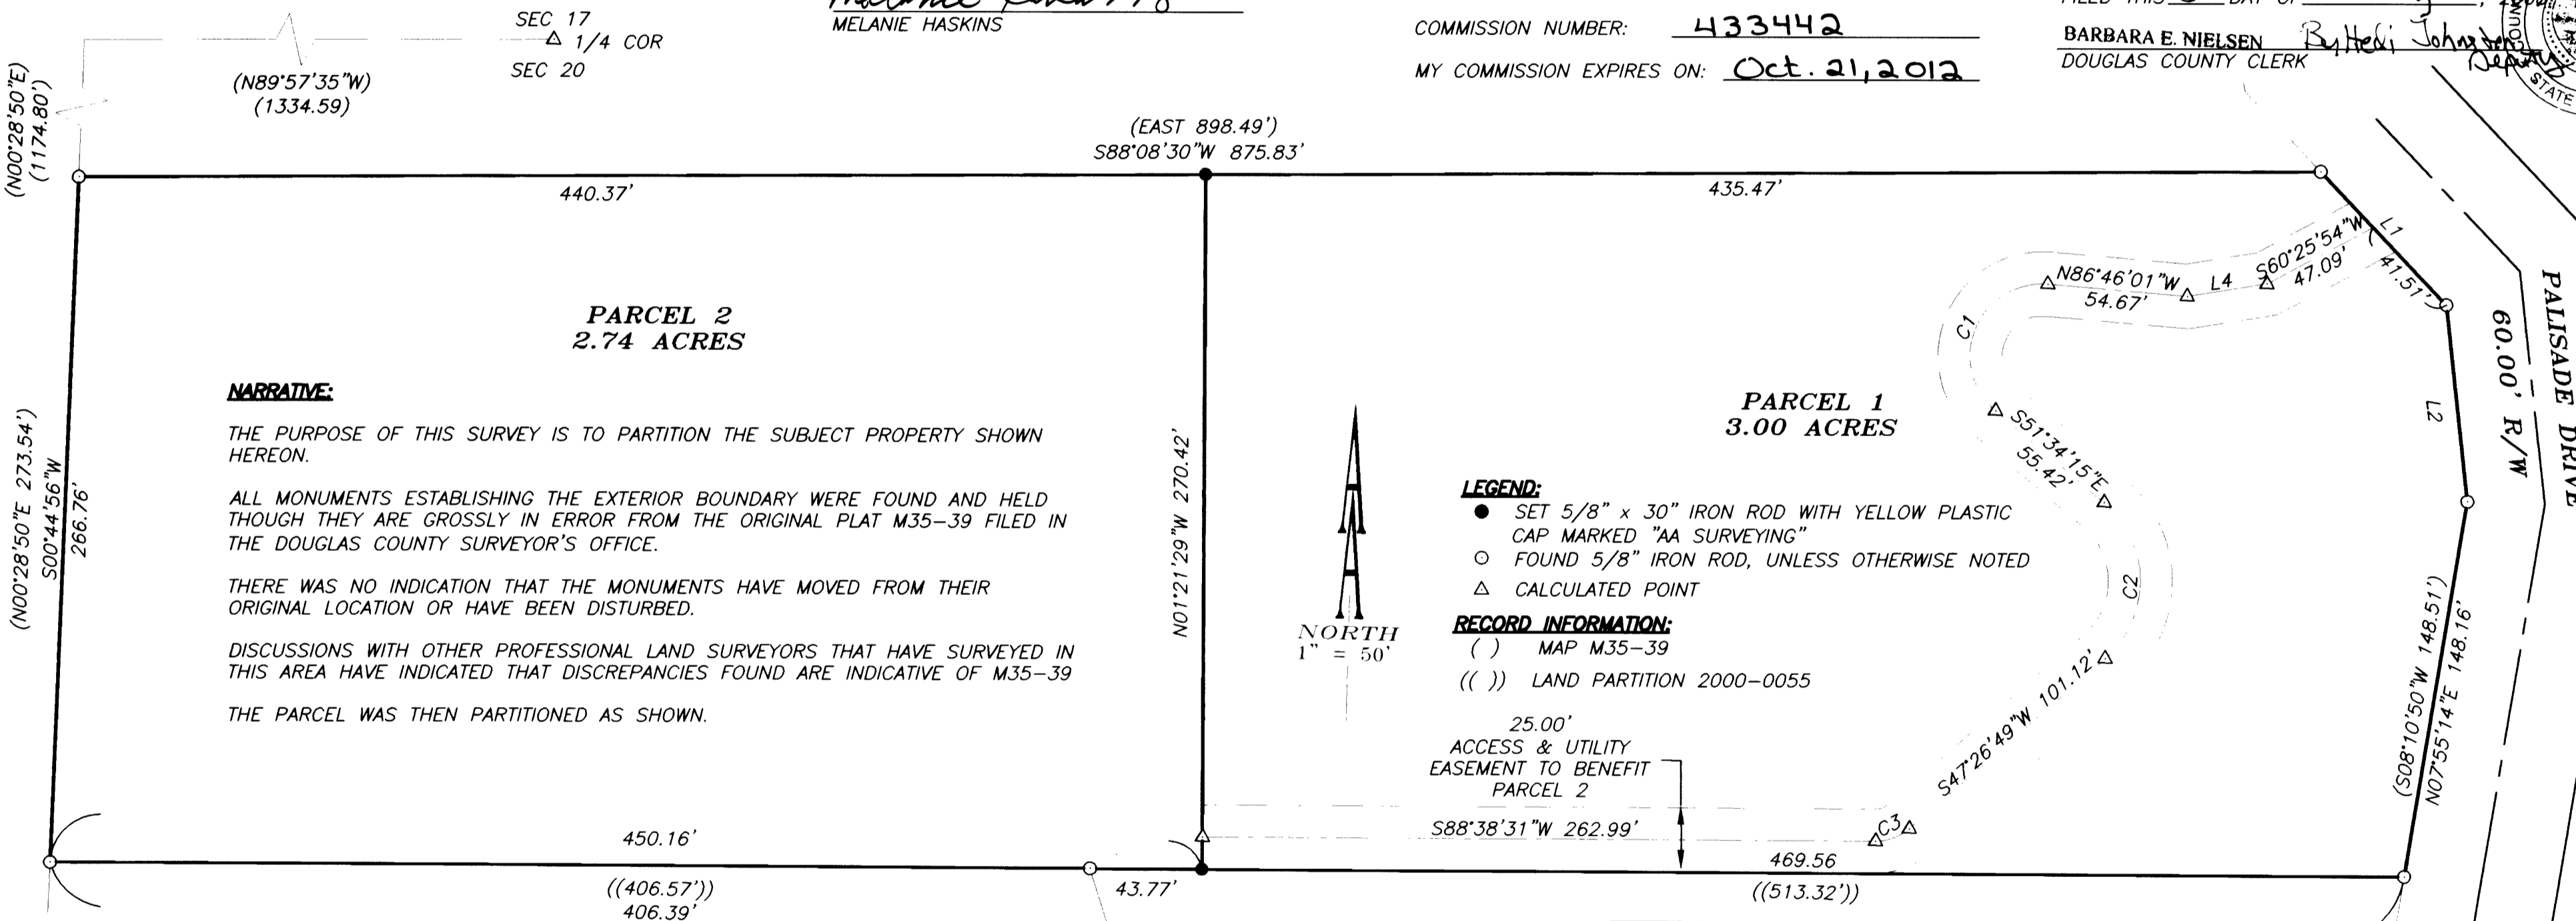 SEC 17
1/4 COR
SEC 20
(N89°57'35"W)
(1334.59)
(N00°28'50"E)
(1174.80')
MELANIE HASKINS
COMMISSION NUMBER: 433442
MY COMMISSION EXPIRES ON: Oct. 21, 2012
BARBARA E. NIELSEN By Heidi Johnston
Deputy
DOUGLAS COUNTY CLERK
STATE
(EAST 898.49')
S88°08'30"W 875.83'
440.37'
435.47'
L1
(41.51')
S60°25'54"W
47.09'
L4
N86°46'01"W
54.67'
C1
L2
PALISADE DRIVE
60.00' R/W
PARCEL 2
2.74 ACRES
PARCEL 1
3.00 ACRES
(N00°28'50"E 273.54')
S00°44'56"W
266.76'
NARRATIVE:
THE PURPOSE OF THIS SURVEY IS TO PARTITION THE SUBJECT PROPERTY SHOWN
HEREON.
ALL MONUMENTS ESTABLISHING THE EXTERIOR BOUNDARY WERE FOUND AND HELD
THOUGH THEY ARE GROSSLY IN ERROR FROM THE ORIGINAL PLAT M35-39 FILED IN
THE DOUGLAS COUNTY SURVEYOR'S OFFICE.
THERE WAS NO INDICATION THAT THE MONUMENTS HAVE MOVED FROM THEIR
ORIGINAL LOCATION OR HAVE BEEN DISTURBED.
DISCUSSIONS WITH OTHER PROFESSIONAL LAND SURVEYORS THAT HAVE SURVEYED IN
THIS AREA HAVE INDICATED THAT DISCREPANCIES FOUND ARE INDICATIVE OF M35-39
THE PARCEL WAS THEN PARTITIONED AS SHOWN.
N01°21'29"W 270.42'
NORTH
1" = 50'
LEGEND:
SET 5/8" x 30" IRON ROD WITH YELLOW PLASTIC
CAP MARKED "AA SURVEYING"
FOUND 5/8" IRON ROD, UNLESS OTHERWISE NOTED
CALCULATED POINT
RECORD INFORMATION:
( ) MAP M35-39
(( )) LAND PARTITION 2000-0055
25.00'
ACCESS & UTILITY
EASEMENT TO BENEFIT
PARCEL 2
S51°34'15"E
55.42'
C2
S47°26'49"W 101.12'
(S08°10'50"W 148.51')
N07°55'14"E 148.16'
S88°38'31"W 262.99'
C3
450.16'
469.56
((406.57'))
406.39'
43.77'
((513.32'))